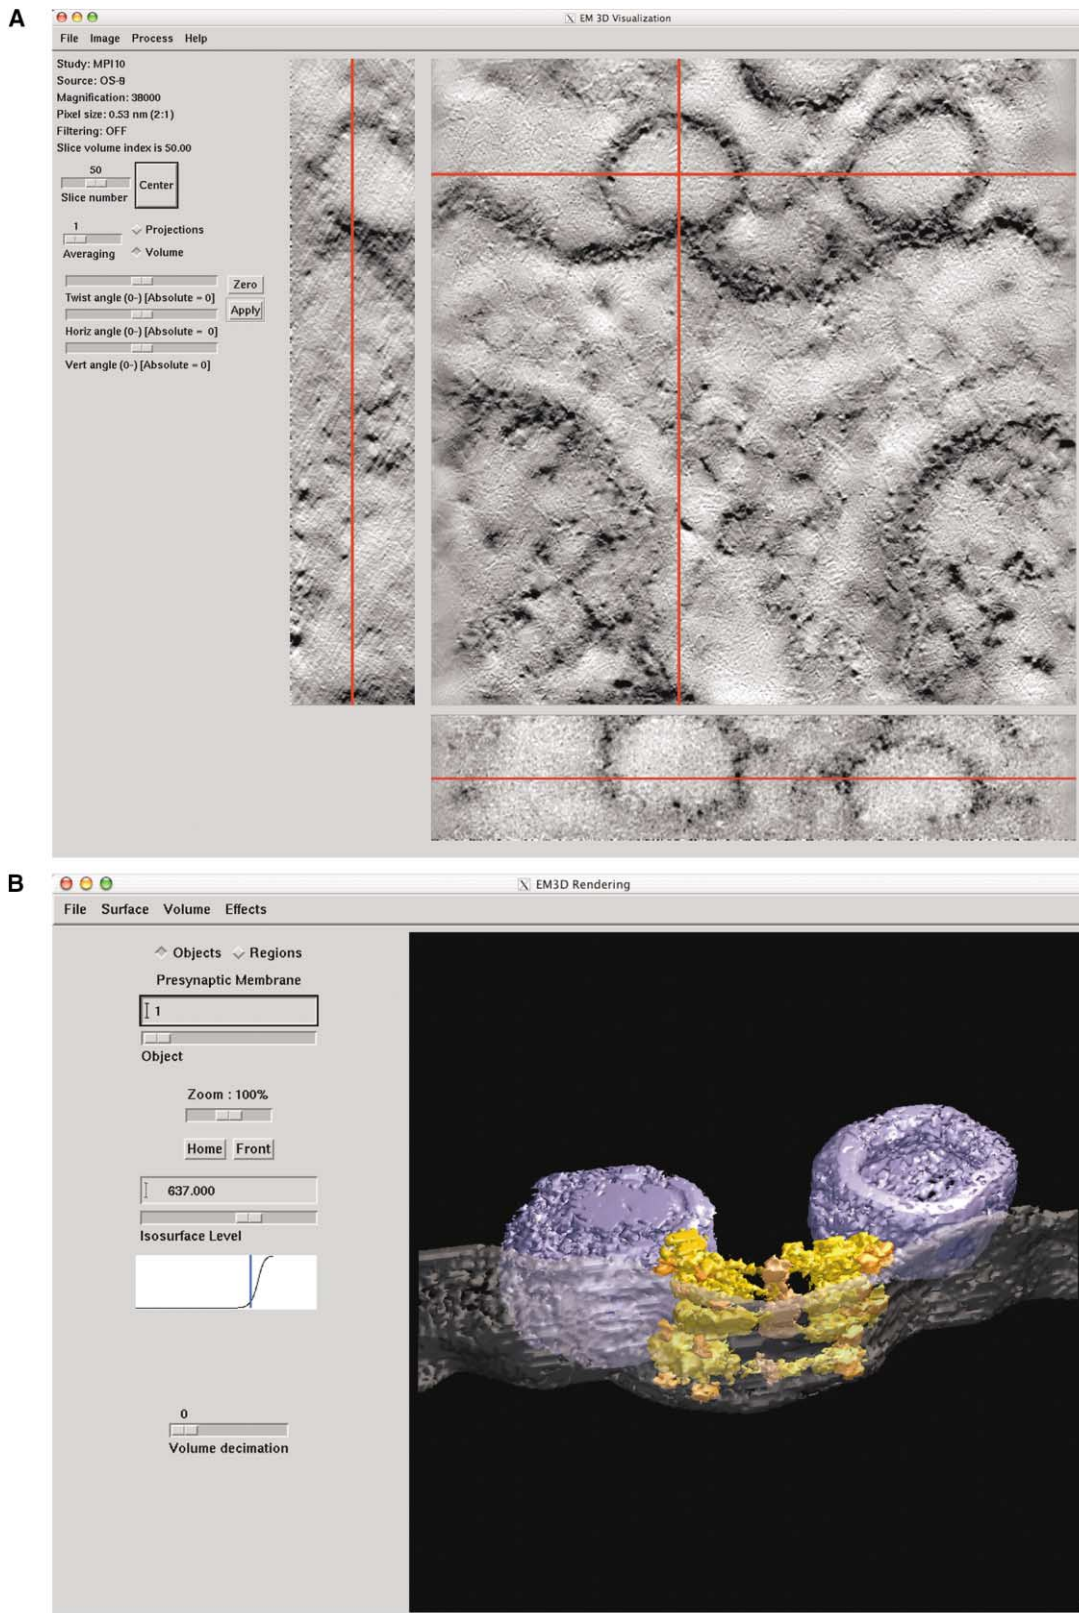 A
EM 3D Visualization
File Image Process Help
Study: MPI10
Source: OS-9
Magnification: 38000
Pixel size: 0.53 nm (2:1)
Filtering: OFF
Slice volume index is 50.00
50
Center
Slice number
1
Projections
Averaging
Volume
Zero
Twist angle (0-) [Absolute = 0]
Apply
Horiz angle (0-) [Absolute = 0]
Vert angle (0-) [Absolute = 0]
B
EM3D Rendering
File Surface Volume Effects
Objects Regions
Presynaptic Membrane
1
Object
Zoom : 100%
Home Front
637.000
Isosurface Level
0
Volume decimation